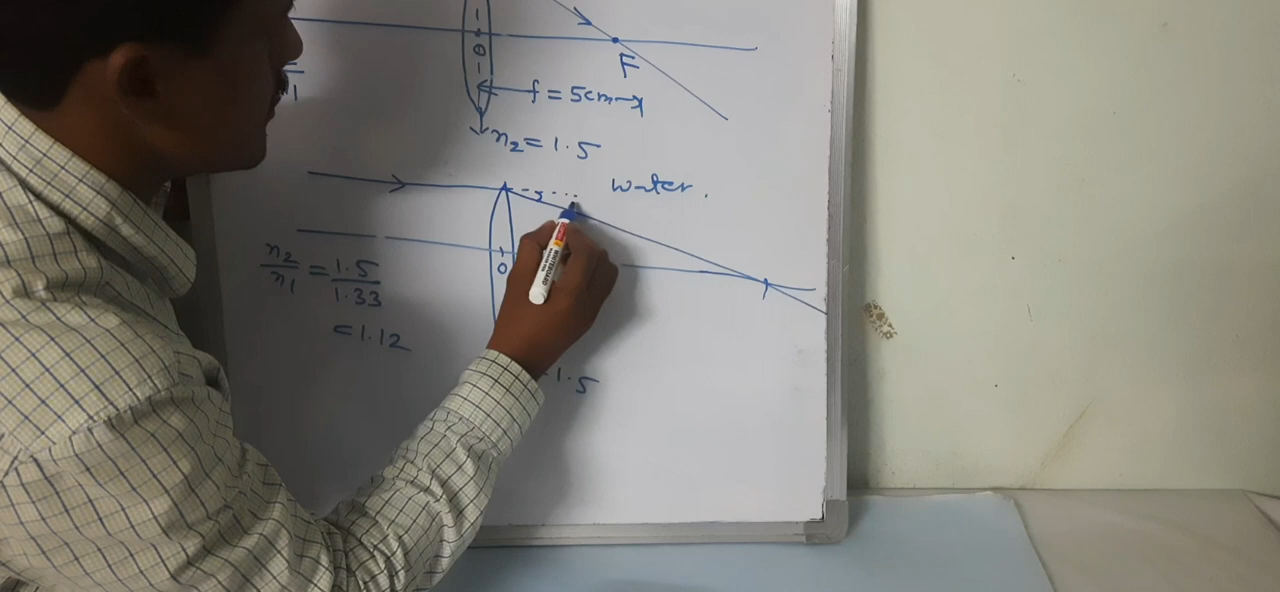 O
F
f = 5cm
n2 = 1.5
water.
n2/n1 = 1.5/1.33
= 1.12
O
1.5